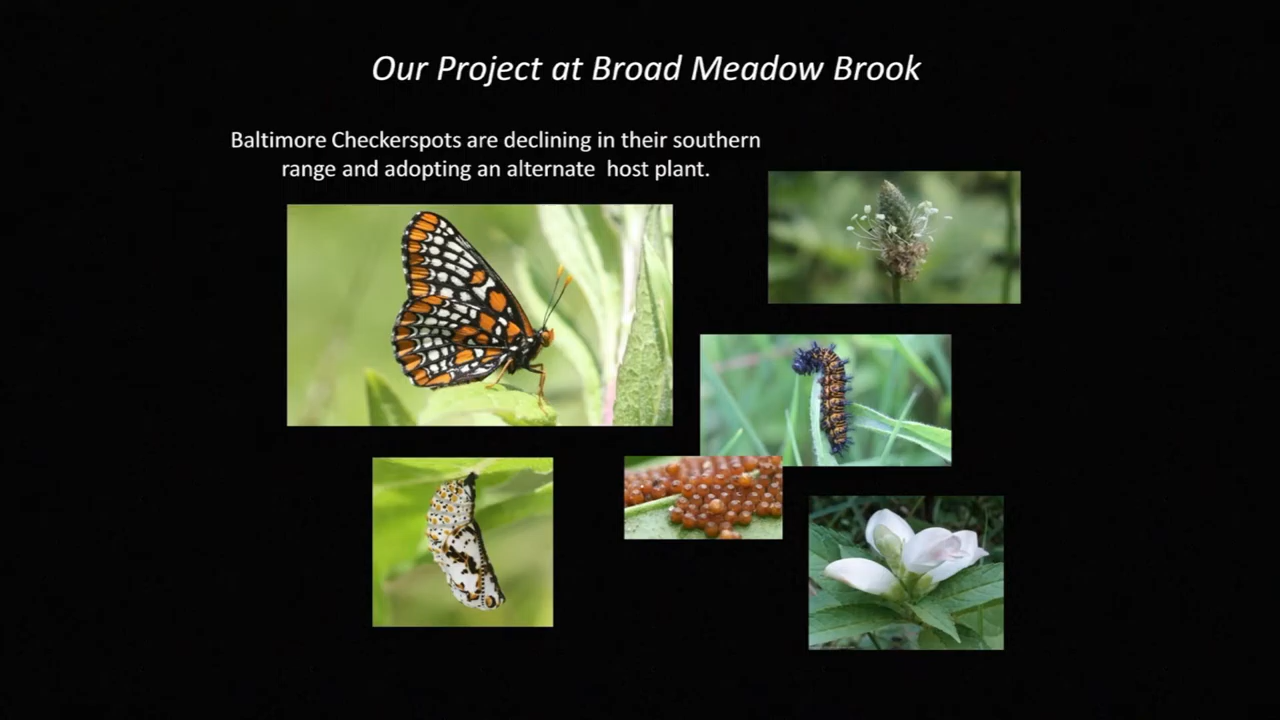 Our Project at Broad Meadow Brook
Baltimore Checkerspots are declining in their southern
range and adopting an alternate  host plant.